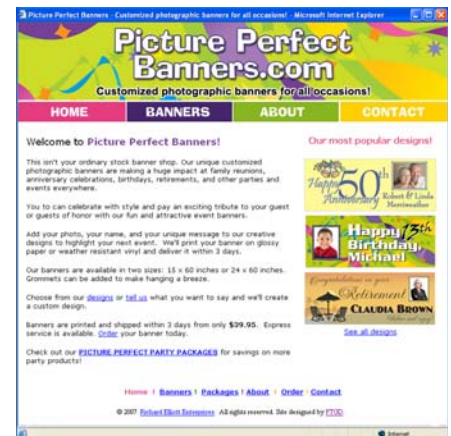 Picture Perfect Banners - Customized photographic banners for all occasions! - Microsoft Internet Explorer
Picture Perfect
Banners.com
Customized photographic banners for all occasions!
HOME BANNERS ABOUT CONTACT
Welcome to Picture Perfect Banners!
This isn't your ordinary stock banner shop. Our unique customized
photographic banners are making a huge impact at family reunions,
anniversary celebrations, birthdays, retirements, and other parties and
events everywhere.
You to can celebrate with style and pay an exciting tribute to your guest
or guests of honor with our fun and attractive event banners.
Add your photo, your name, and your unique message to our creative
designs to highlight your next event. We'll print your banner on glossy
paper or weather resistant vinyl and deliver it within 3 days.
Our banners are available in two sizes: 15 x 60 inches or 24 x 60 inches.
Grommets can be added to make hanging a breeze.
Choose from our designs or tell us what you want to say and we'll create
a custom design.
Banners are printed and shipped within 3 days from only $39.95. Express
service is available. Order your banner today.
Check out our PICTURE PERFECT PARTY PACKAGES for savings on more
party products!
Our most popular designs!
Happy 50th
Anniversary
Robert & Linda
Merriweather
Happy 13th
Birthday,
Michael
Congratulations on your
Retirement
CLAUDIA BROWN
See all designs
Home | Banners | Packages | About | Order | Contact
© 2007 Richard Elliott Enterprises All rights reserved. Site designed by
Internet